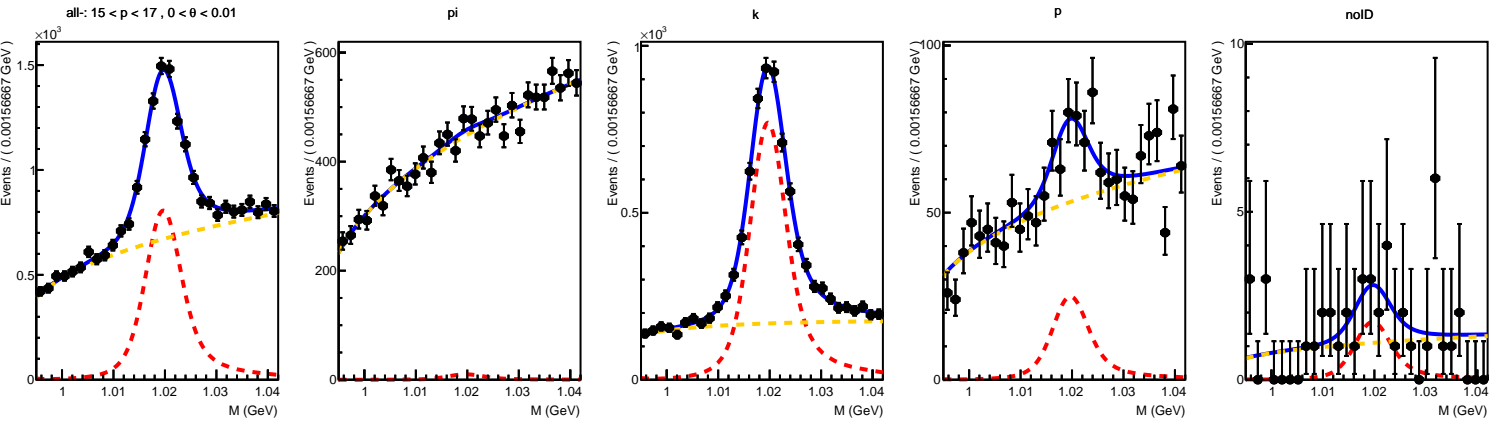 all-: 15 < p < 17 , 0 < θ < 0.01
×10³
Events / ( 0.00156667 GeV )
1.5
1
0.5
0
1 1.01 1.02 1.03 1.04
M (GeV)
pi
Events / ( 0.00156667 GeV )
600
400
200
0
1 1.01 1.02 1.03 1.04
M (GeV)
k
×10³
Events / ( 0.00156667 GeV )
1
0.5
0
1 1.01 1.02 1.03 1.04
M (GeV)
p
Events / ( 0.00156667 GeV )
100
50
0
1 1.01 1.02 1.03 1.04
M (GeV)
noID
Events / ( 0.00156667 GeV )
10
5
0
1 1.01 1.02 1.03 1.04
M (GeV)